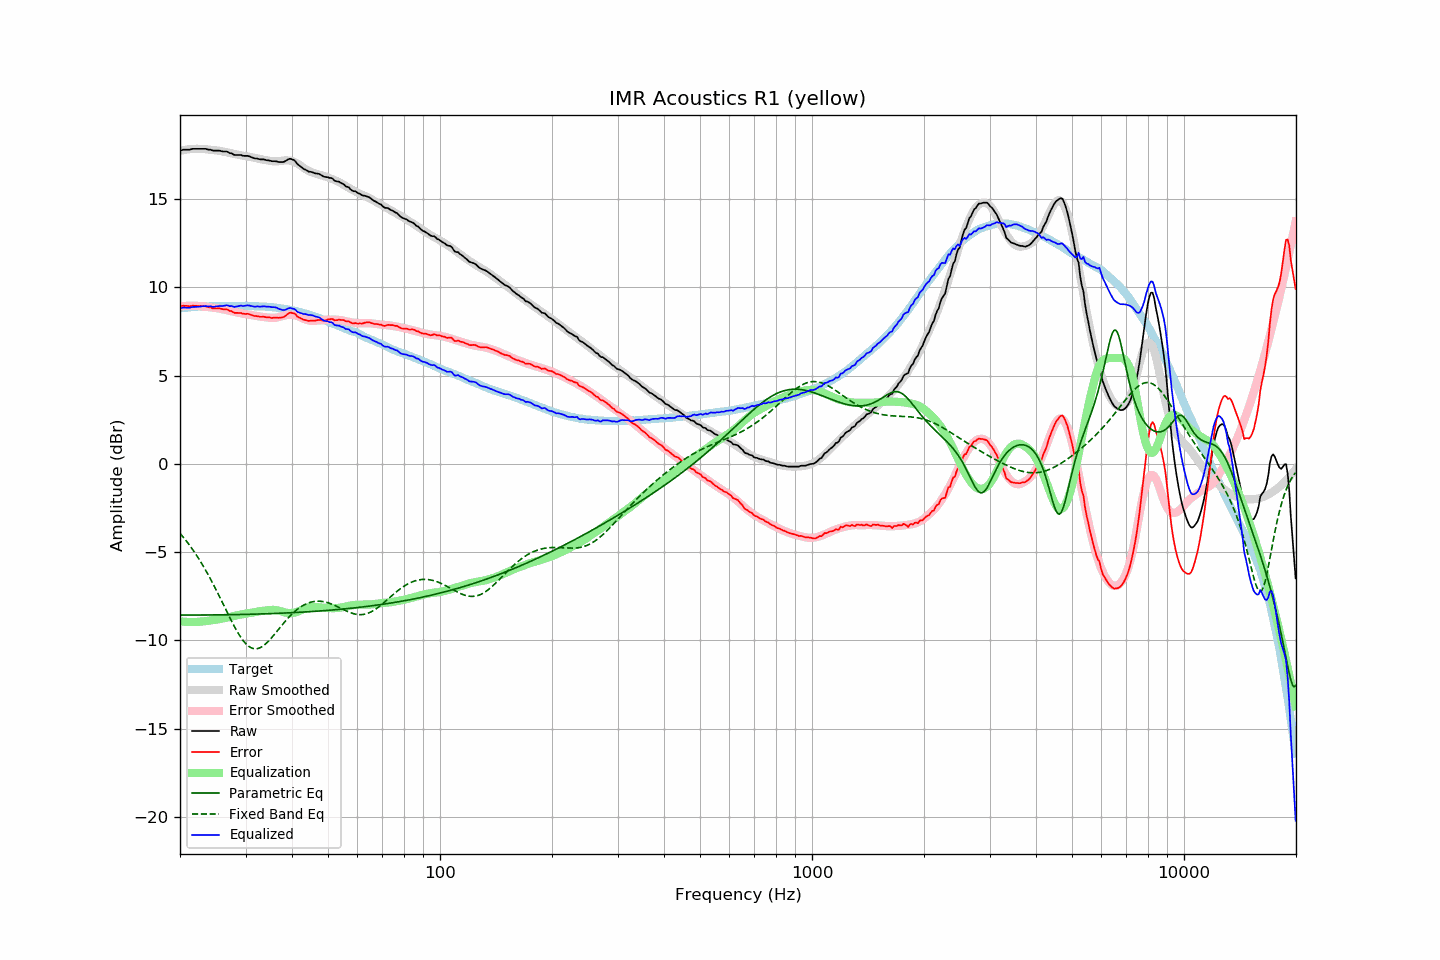 IMR Acoustics R1 (yellow)
Amplitude (dBr)
15
10
5
0
−5
−10
−15
−20
Target
Raw Smoothed
Error Smoothed
Raw
Error
Equalization
Parametric Eq
Fixed Band Eq
Equalized
100 1000 10000
Frequency (Hz)